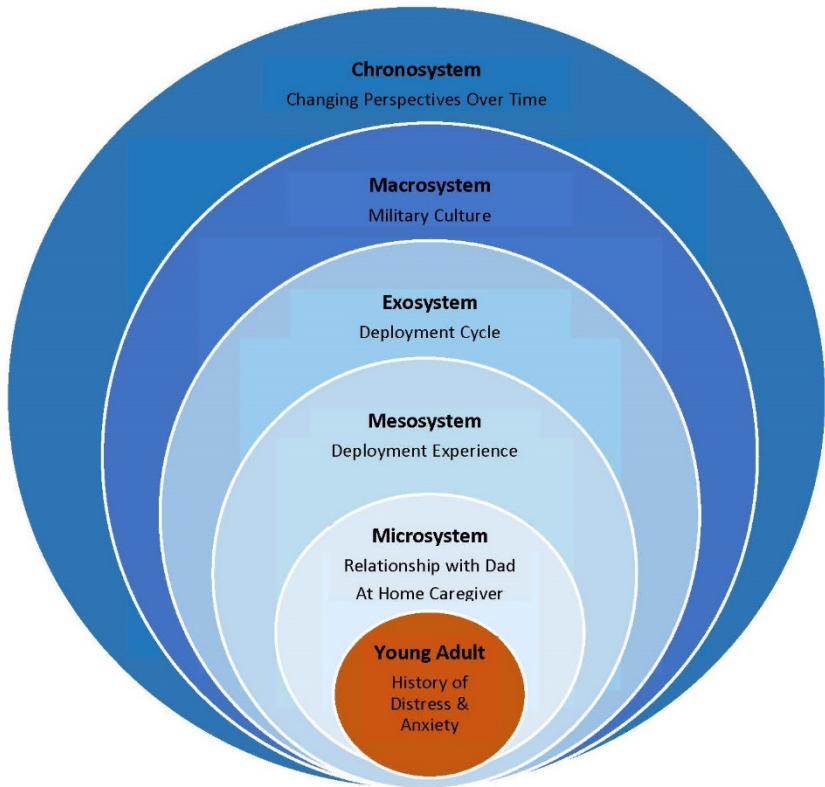 Chronosystem
Changing Perspectives Over Time
Macrosystem
Military Culture
Exosystem
Deployment Cycle
Mesosystem
Deployment Experience
Microsystem
Relationship with Dad
At Home Caregiver
Young Adult
History of
Distress &
Anxiety